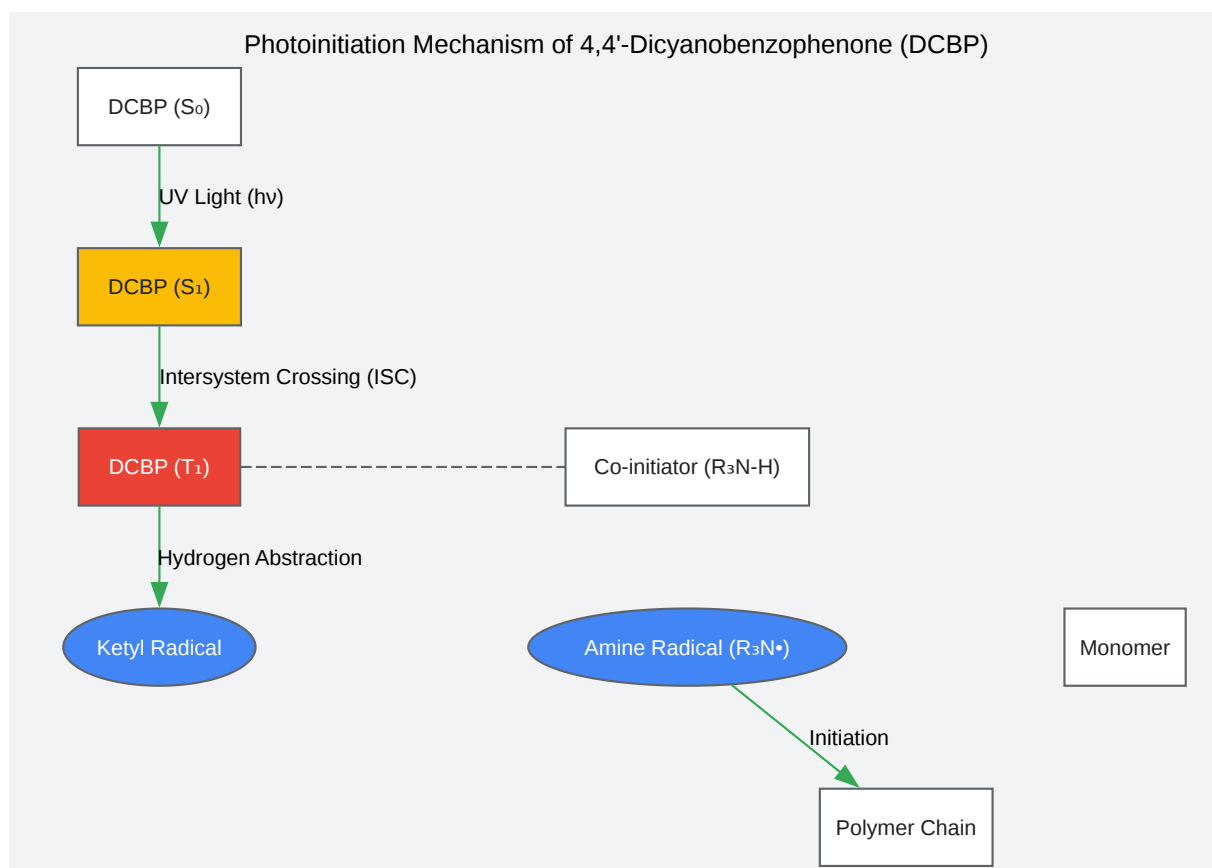 Photoinitiation Mechanism of 4,4'-Dicyanobenzophenone (DCBP)
DCBP (S₀)
UV Light (hν)
DCBP (S₁)
Intersystem Crossing (ISC)
DCBP (T₁)
Co-initiator (R₃N-H)
Hydrogen Abstraction
Ketyl Radical
Amine Radical (R₃N•)
Monomer
Initiation
Polymer Chain